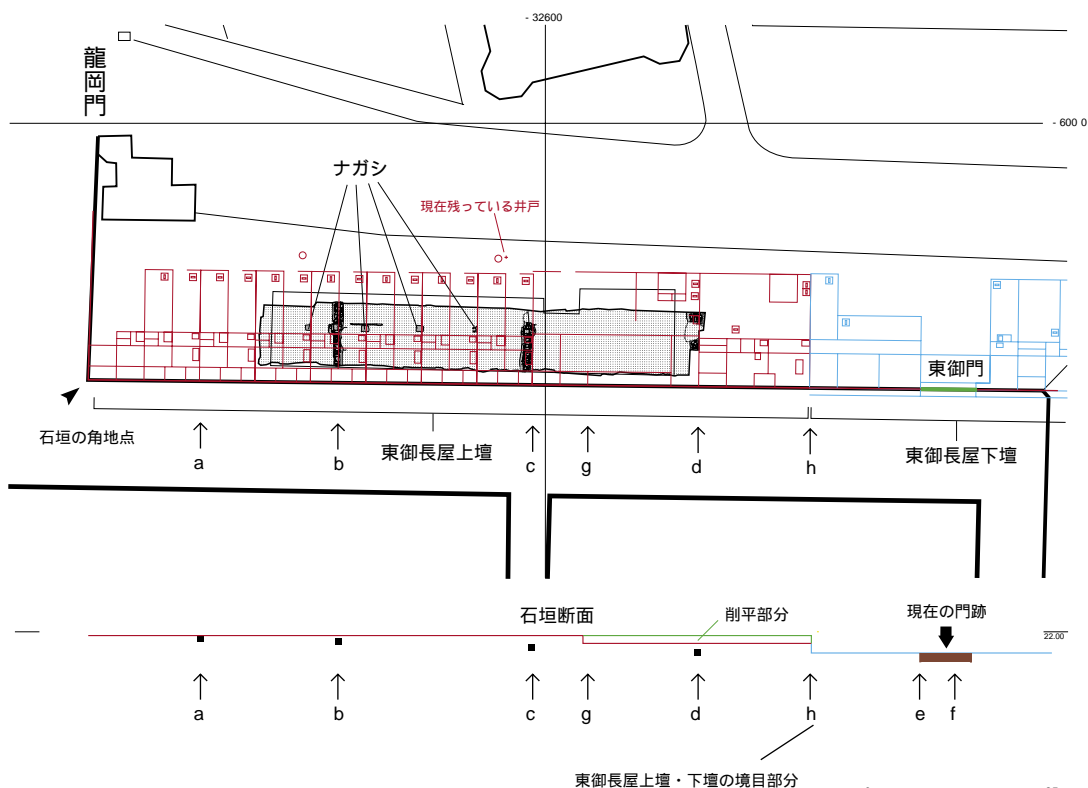 - 32600
龍岡門
- 600 0
ナガシ
現在残っている井戸
東御門
石垣の角地点
東御長屋上壇
東御長屋下壇
a
b
c
g
d
h
石垣断面
削平部分
現在の門跡
22.00
a
b
c
g
d
h
e
f
東御長屋上壇・下壇の境目部分